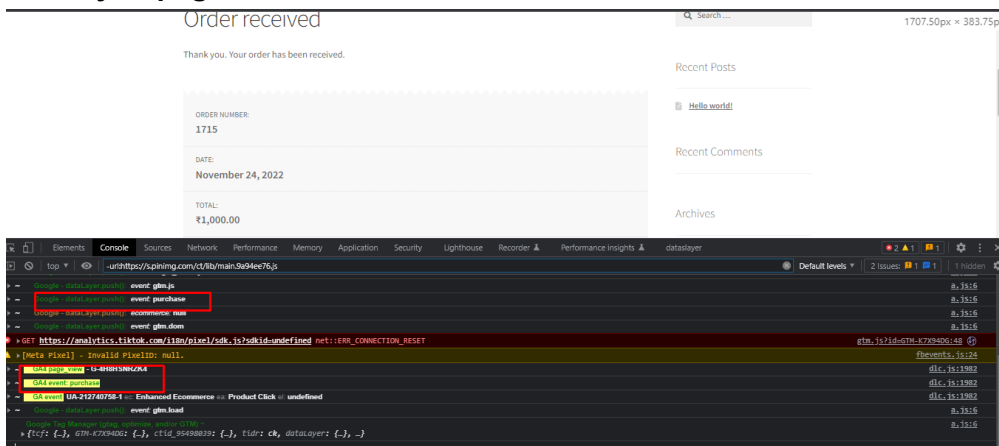 Order received
Search ...
1707.50px × 383.75p
Thank you. Your order has been received.
Recent Posts
Hello world!
ORDER NUMBER:
1715
Recent Comments
DATE:
November 24, 2022
TOTAL:
₹1,000.00
Archives
Elements Console Sources Network Performance Memory Application Security Lighthouse Recorder Performance insights dataslayer 2 1 1
top -url:https://s.pinimg.com/ct/lib/main.9a94ee76.js Default levels 2 Issues: 1 1 1 hidden
Google - dataLayer.push(): event: gtm.js a.js:6
Google - dataLayer.push(): event: purchase a.js:6
Google - dataLayer.push(): ecommerce: null a.js:6
Google - dataLayer.push(): event: gtm.dom a.js:6
GET https://analytics.tiktok.com/i18n/pixel/sdk.js?sdkid=undefined net::ERR_CONNECTION_RESET gtm.js?id=GTM-K7X94DG:48
[Meta Pixel] - Invalid PixelID: null. fbevents.js:24
GA4 page_view - dlc.js:1982
GA4 event: purchase dlc.js:1982
GA event UA-212740758-1 ec: Enhanced Ecommerce ea: Product Click el: undefined dlc.js:1982
Google - dataLayer.push(): event: gtm.load a.js:6
Google Tag Manager (gtag, optimize, and/or GTM) ~ a.js:6
{tcf: {…}, GTM-K7X94DG: {…}, ctid_95498039: {…}, tidr: ck, dataLayer: {…}, …}